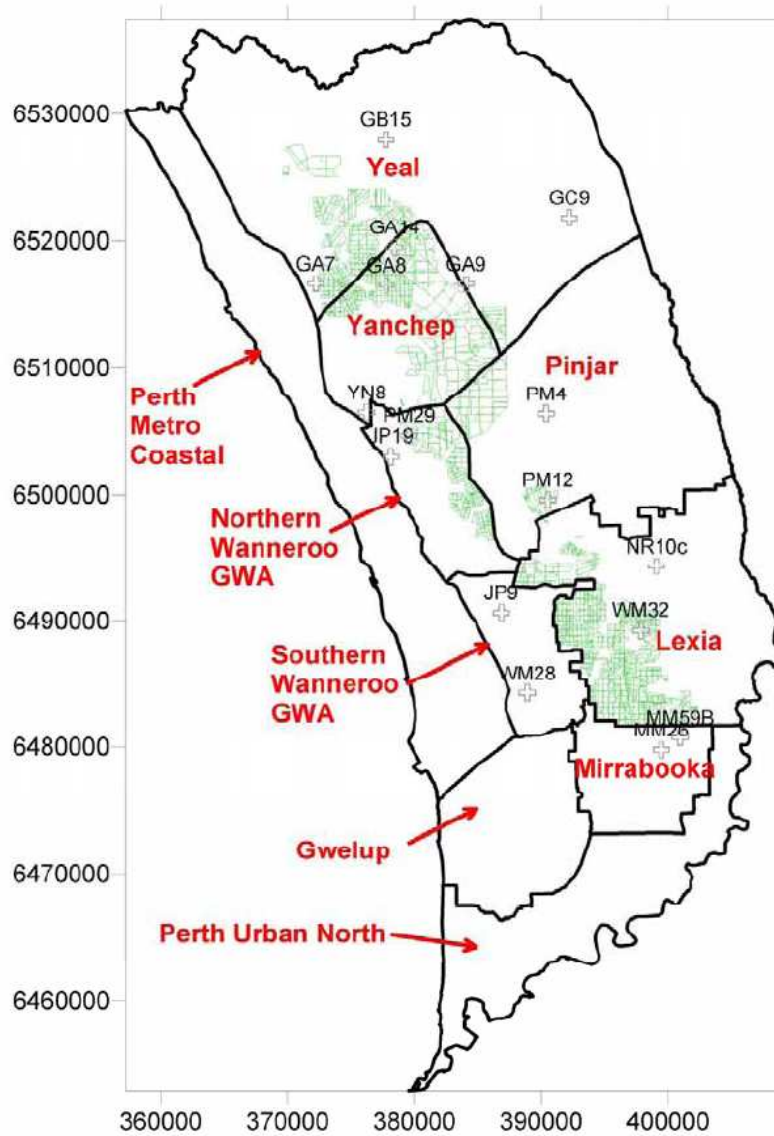 6530000
6520000
6510000
6500000
6490000
6480000
6470000
6460000
360000 370000 380000 390000 400000
GB15
Yeal
GC9
GA14
GA7 GA8 GA9
Yanchep
Pinjar
Perth
Metro
Coastal
YN8
PM29
JP19
PM4
PM12
Northern
Wanneroo
GWA
NR10c
JP9
WM32
Lexia
Southern
Wanneroo
GWA
WM28
MM59B
MM26
Mirrabooka
Gwelup
Perth Urban North